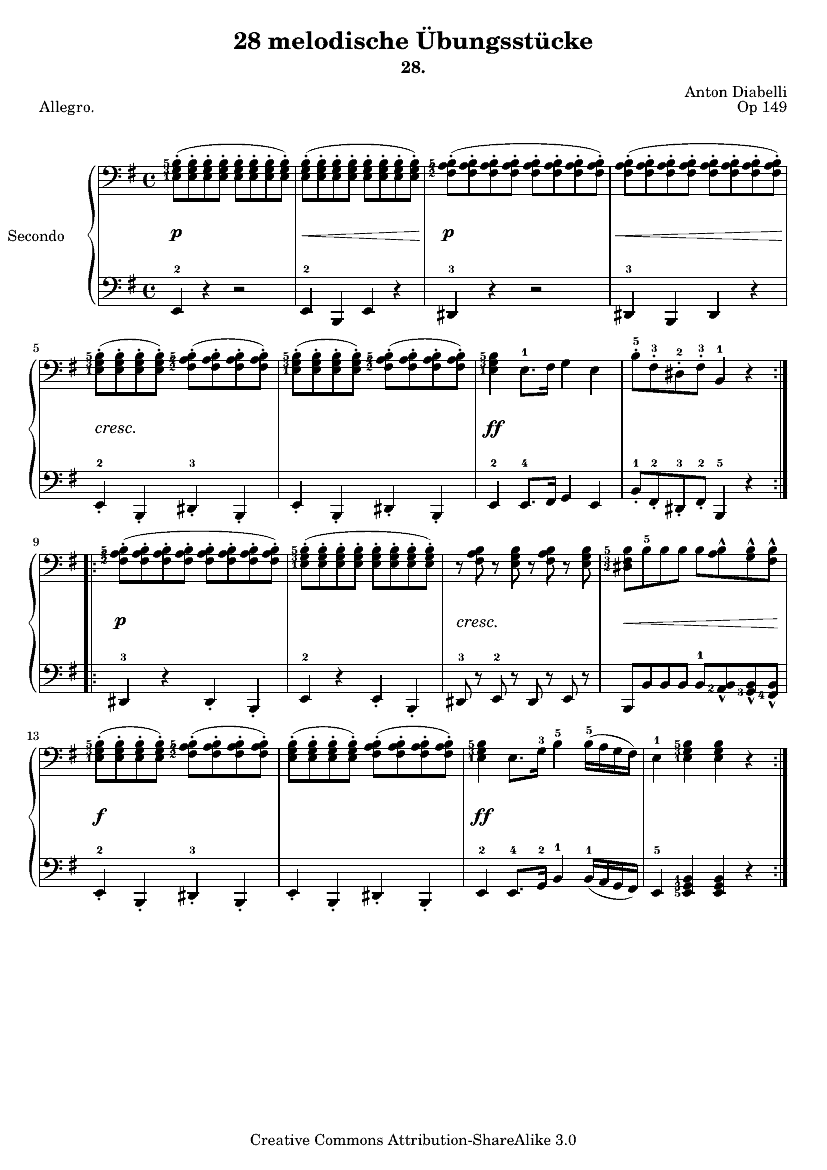 28 melodische Übungsstücke
28.
Anton Diabelli
Allegro.
Op 149
Secondo
p
p
5
cresc.
ff
9
p
cresc.
13
f
ff
Creative Commons Attribution-ShareAlike 3.0